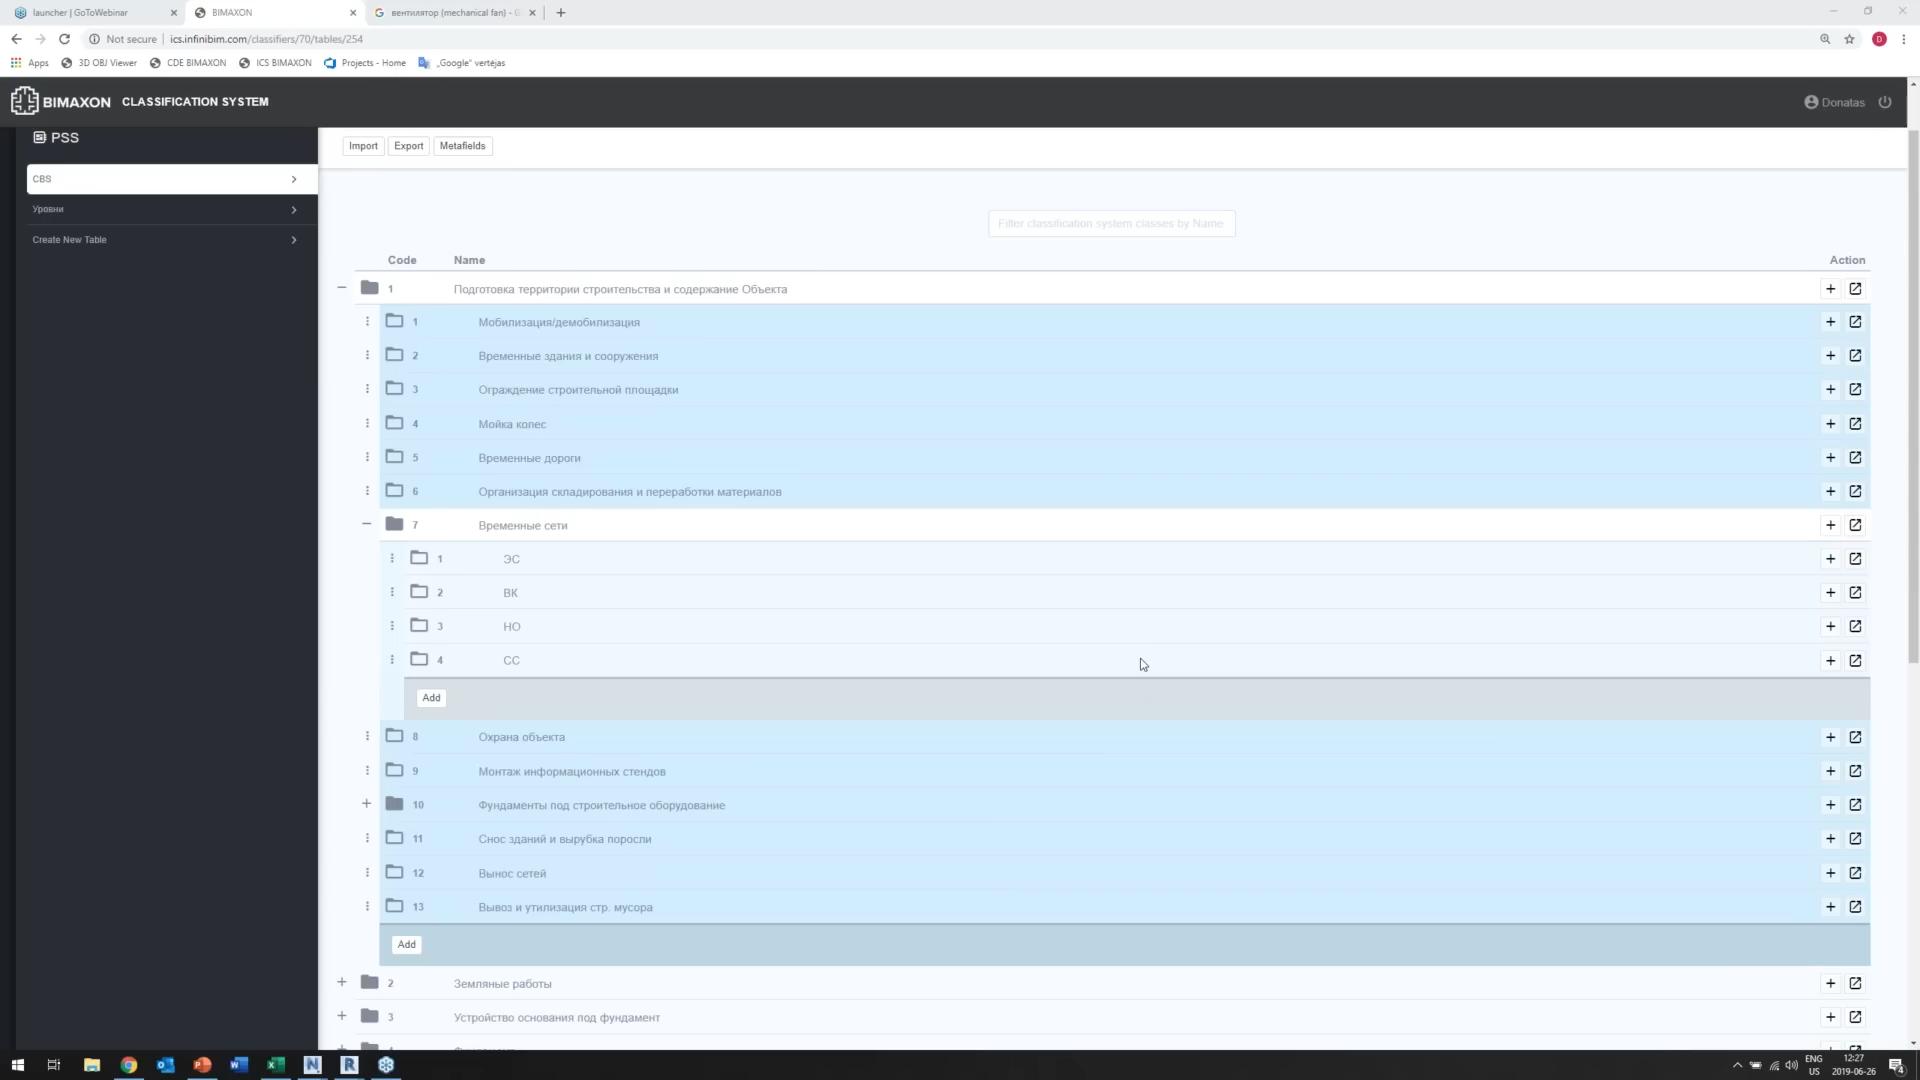 launcher | GoToWebinar
BIMAXON
вентилятор (mechanical fan) - G
Not secure
ics.infinibim.com/classifiers/70/tables/254
D
Apps
3D OBJ Viewer
CDE BIMAXON
ICS BIMAXON
Projects - Home
„Google“ vertėjas
BIMAXON CLASSIFICATION SYSTEM
Donatas
PSS
CBS
Уровни
Create New Table
Import
Export
Metafields
Filter classification system classes by Name
Code Name Action
1 Подготовка территории строительства и содержание Объекта
1 Мобилизация/демобилизация
2 Временные здания и сооружения
3 Ограждение строительной площадки
4 Мойка колес
5 Временные дороги
6 Организация складирования и переработки материалов
7 Временные сети
1 ЭС
2 ВК
3 НО
4 СС
Add
8 Охрана объекта
9 Монтаж информационных стендов
10 Фундаменты под строительное оборудование
11 Снос зданий и вырубка поросли
12 Вынос сетей
13 Вывоз и утилизация стр. мусора
Add
2 Земляные работы
3 Устройство основания под фундамент
ENG
US
12:27
2019-06-26
4